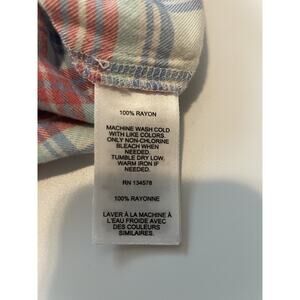 100% RAYON
MACHINE WASH COLD
WITH LIKE COLORS.
ONLY NON-CHLORINE
BLEACH WHEN
NEEDED.
TUMBLE DRY LOW.
WARM IRON IF
NEEDED.
RN 134578
100% RAYONNE
LAVER À LA MACHINE À
L'EAU FROIDE AVEC
DES COULEURS
SIMILAIRES.